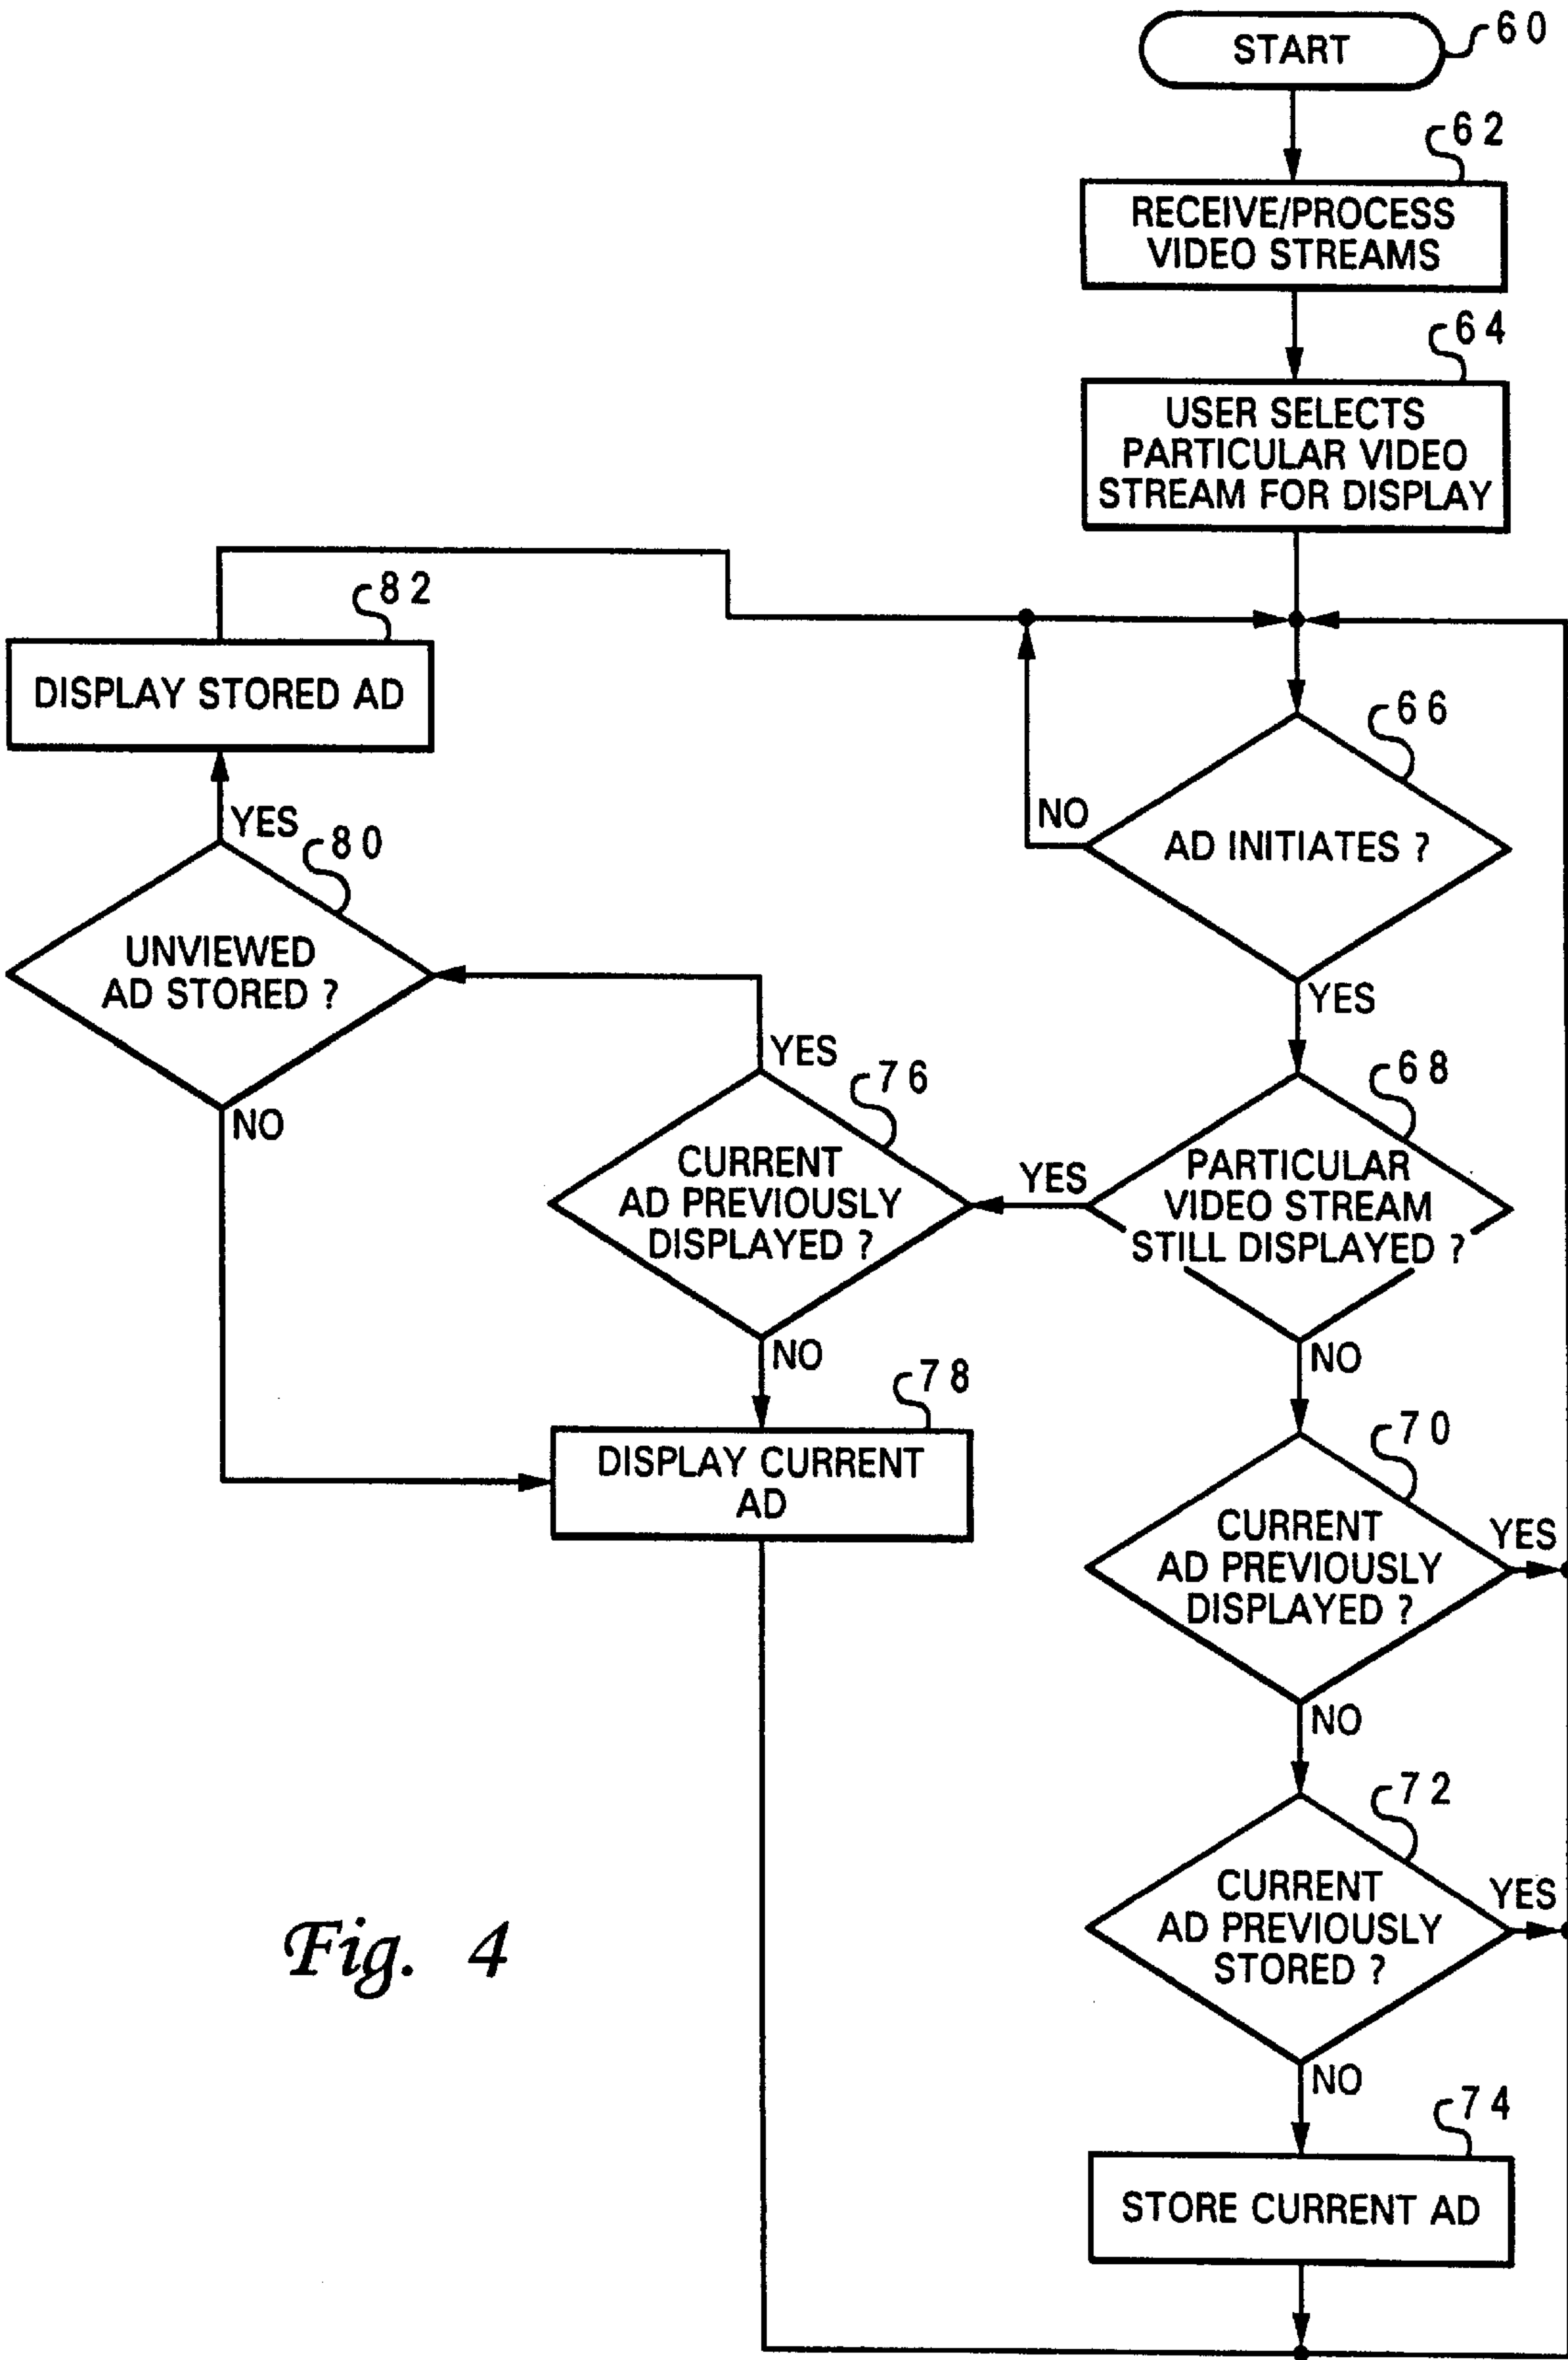 START
60
62
RECEIVE/PROCESS
VIDEO STREAMS
64
USER SELECTS
PARTICULAR VIDEO
STREAM FOR DISPLAY
82
DISPLAY STORED AD
66
NO
AD INITIATES ?
YES
YES
80
UNVIEWED
AD STORED ?
NO
YES
76
CURRENT
AD PREVIOUSLY
DISPLAYED ?
NO
YES
68
PARTICULAR
VIDEO STREAM
STILL DISPLAYED ?
NO
78
DISPLAY CURRENT
AD
70
CURRENT
AD PREVIOUSLY
DISPLAYED ?
YES
NO
72
CURRENT
AD PREVIOUSLY
STORED ?
YES
NO
74
STORE CURRENT AD
Fig. 4